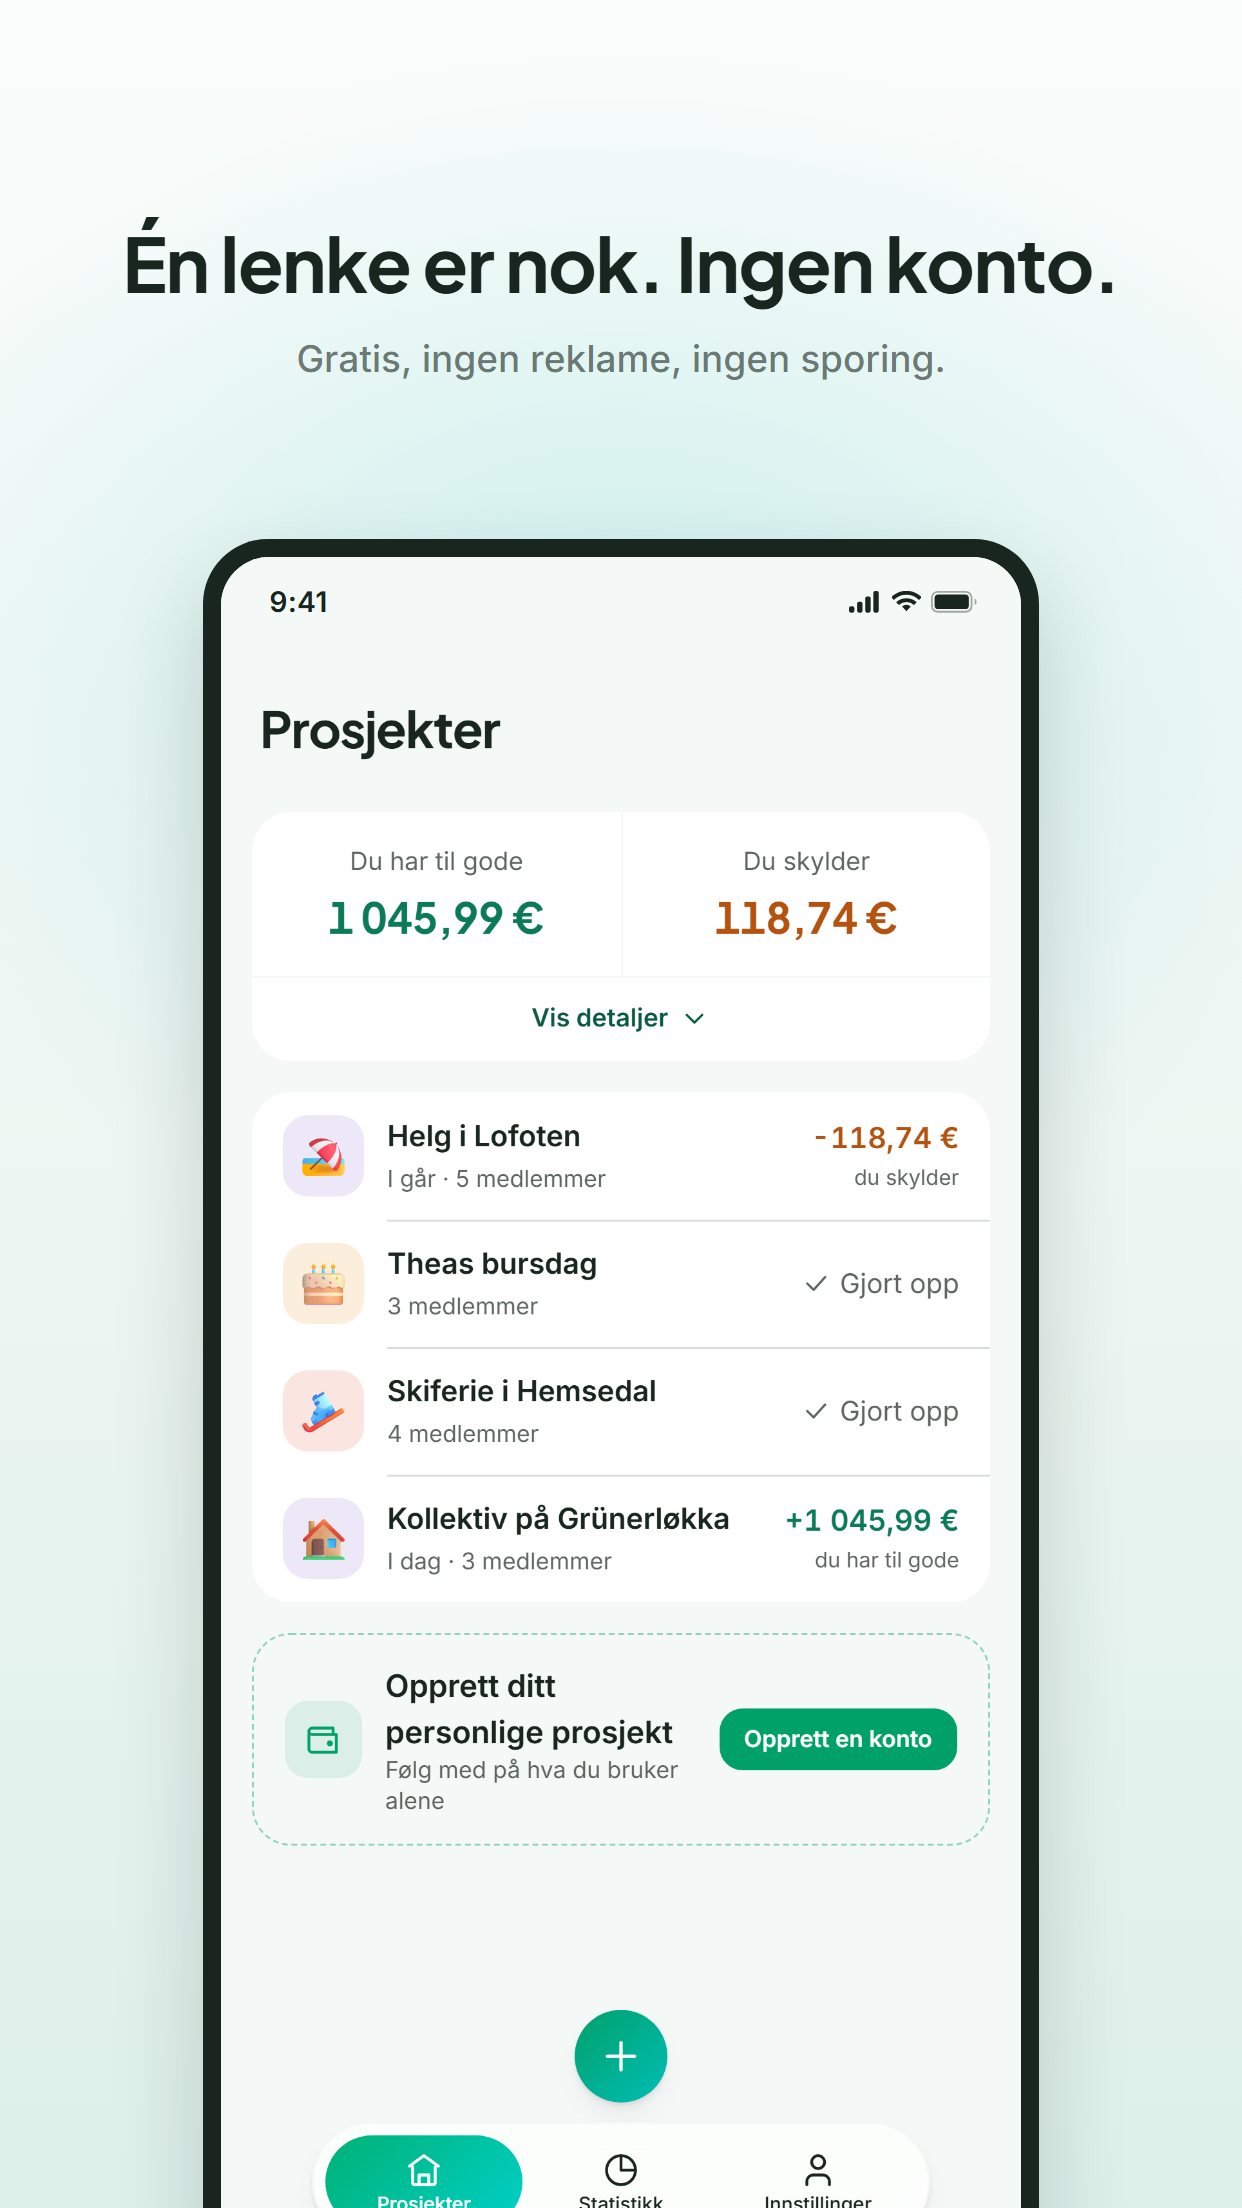 Én lenke er nok. Ingen konto.
Gratis, ingen reklame, ingen sporing.
9:41
Prosjekter
Du har til gode
Du skylder
1 045,99 €
118,74 €
Vis detaljer
Helg i Lofoten
-118,74 €
I går · 5 medlemmer
du skylder
Theas bursdag
3 medlemmer
Gjort opp
Skiferie i Hemsedal
4 medlemmer
Gjort opp
Kollektiv på Grünerløkka
+1 045,99 €
I dag · 3 medlemmer
du har til gode
Opprett ditt
personlige prosjekt
Følg med på hva du bruker
alene
Opprett en konto
Prosjekter
Statistikk
Innstillinger